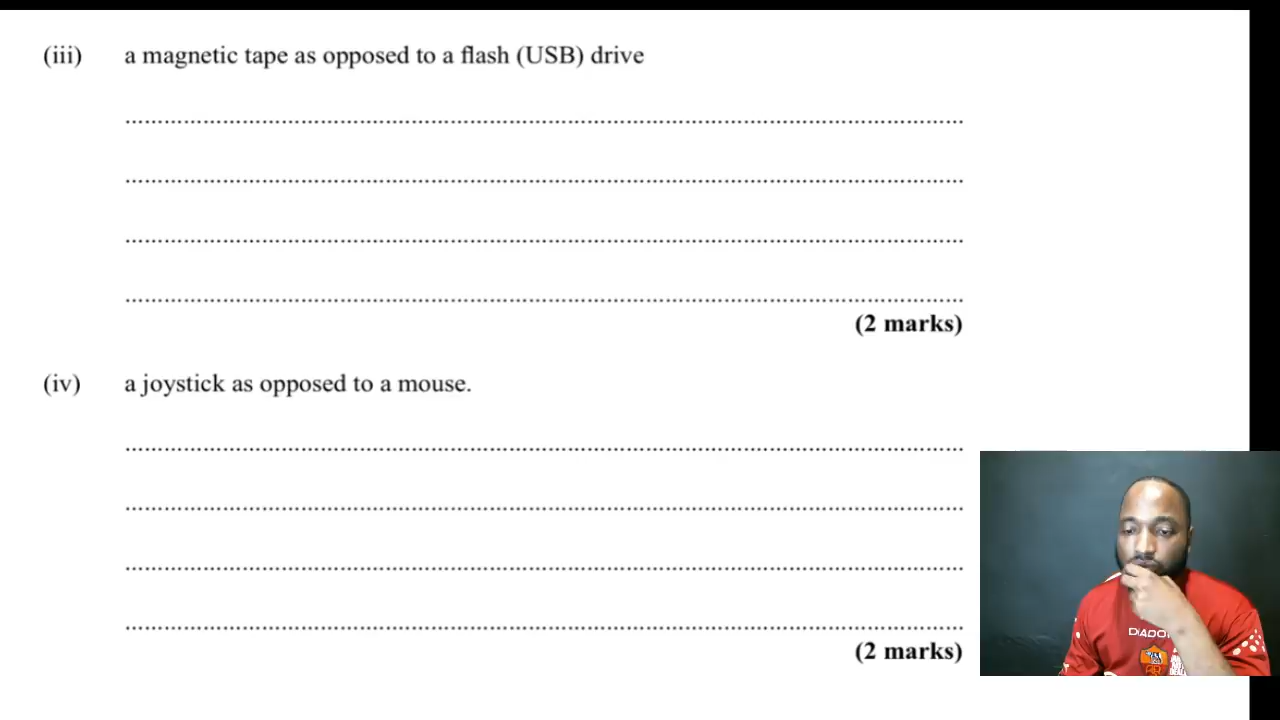 (iii) a magnetic tape as opposed to a flash (USB) drive
................................................................................
................................................................................
................................................................................
................................................................................
(2 marks)
(iv) a joystick as opposed to a mouse.
................................................................................
................................................................................
................................................................................
................................................................................
(2 marks)